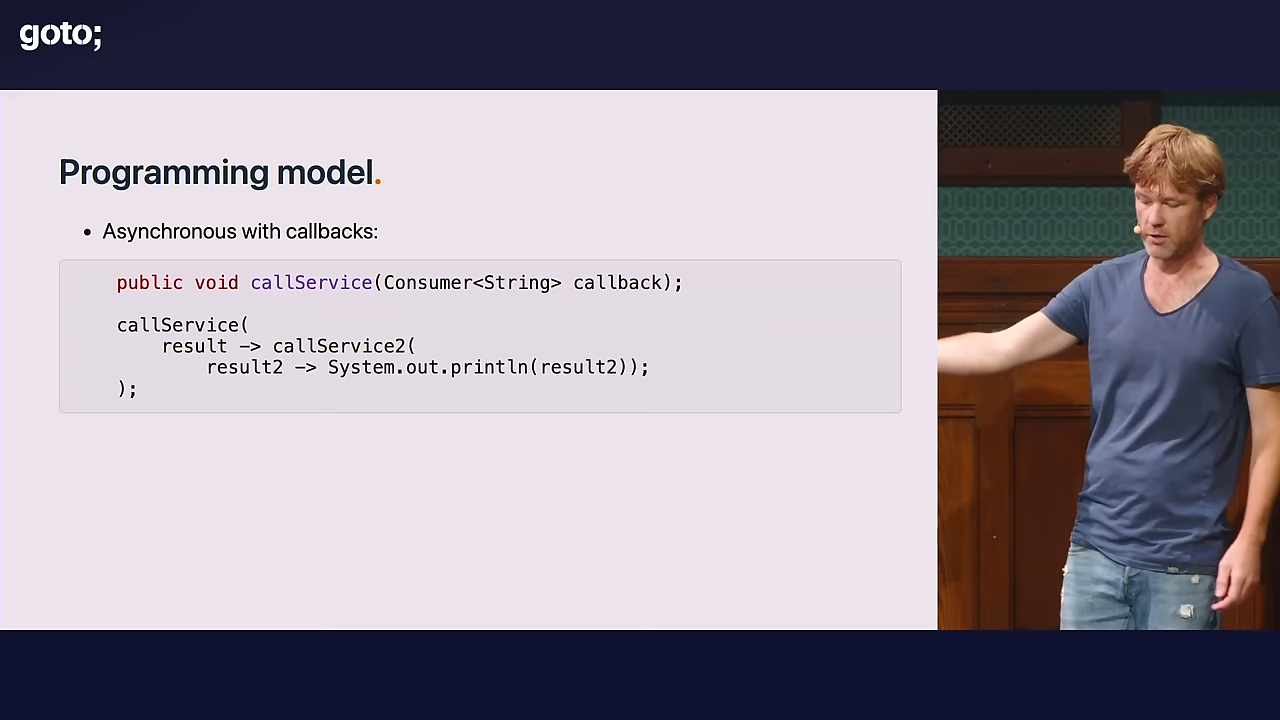 goto;
Programming model.
• Asynchronous with callbacks:
public void callService(Consumer<String> callback);
callService(
result -> callService2(
result2 -> System.out.println(result2));
);